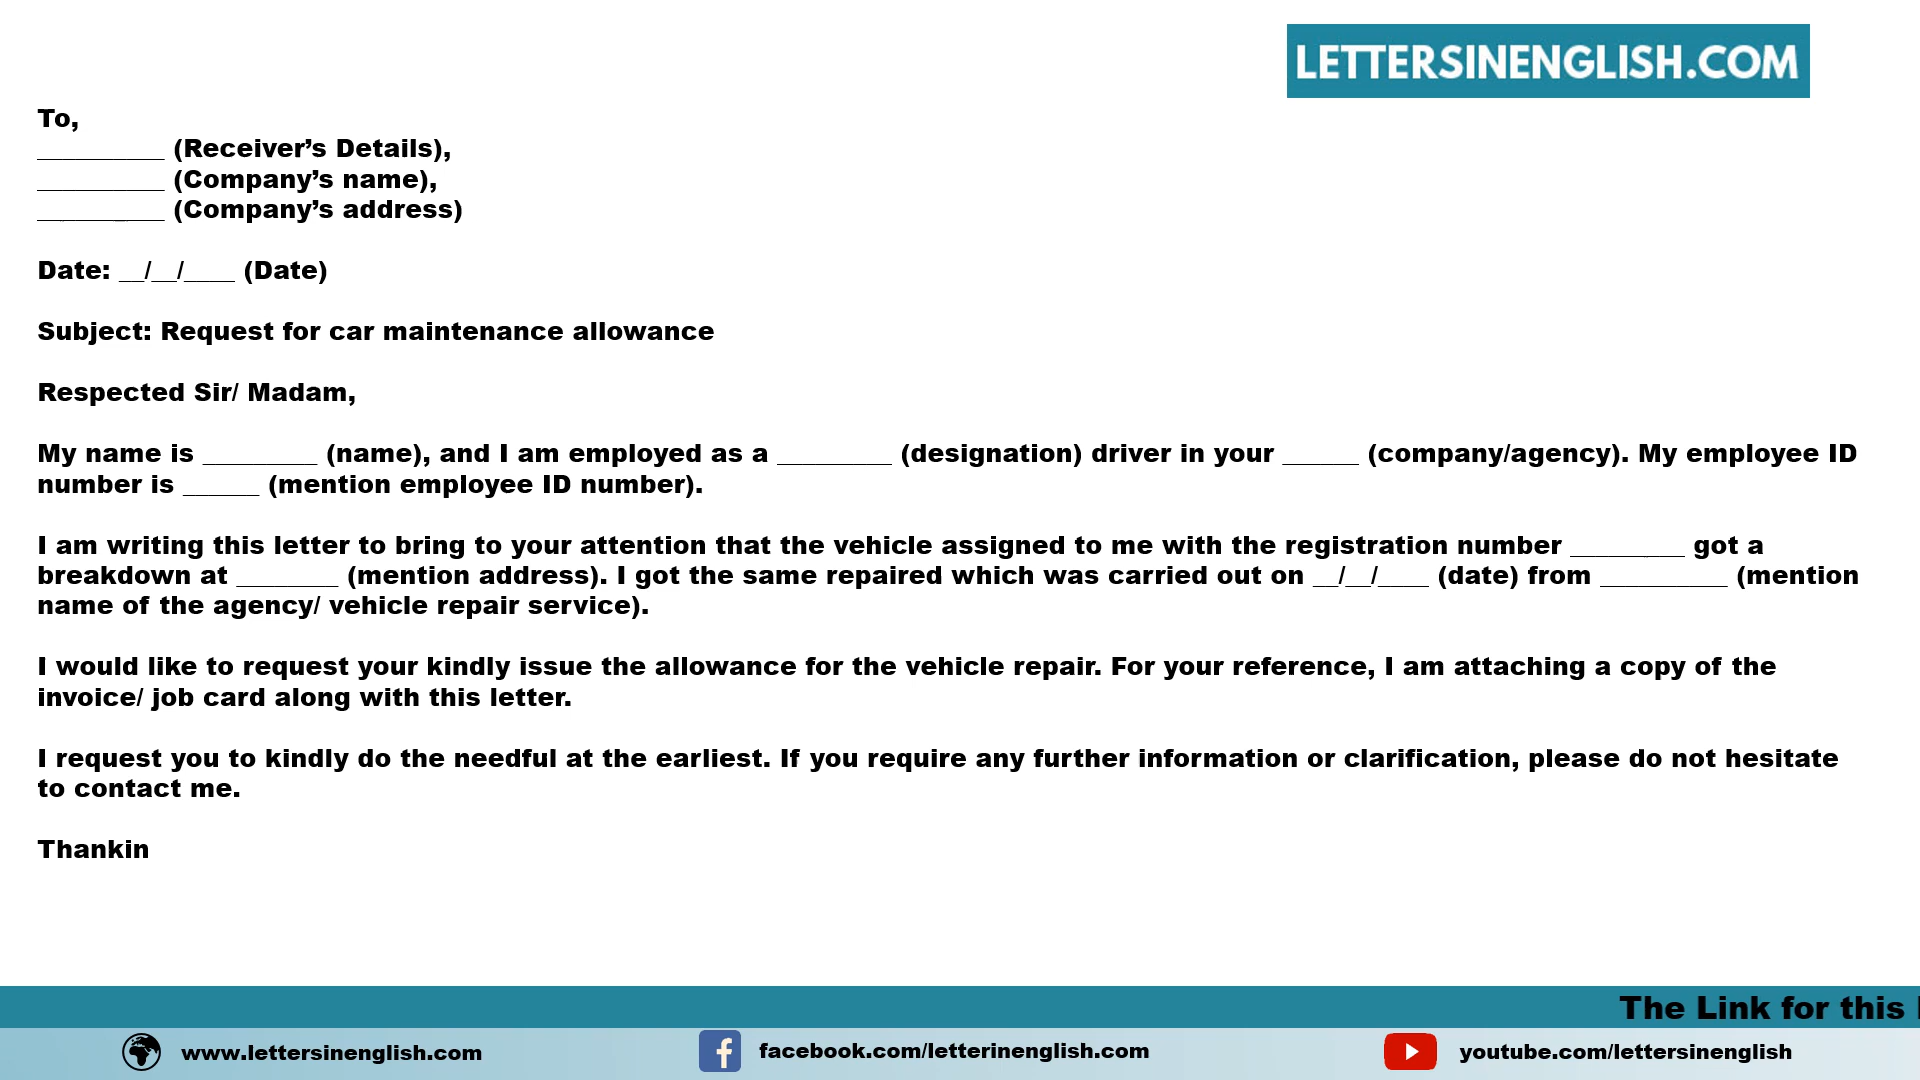 LETTERSINENGLISH.COM
To,
__________ (Receiver’s Details),
__________ (Company’s name),
__________ (Company’s address)
Date: __/__/____ (Date)
Subject: Request for car maintenance allowance
Respected Sir/ Madam,
My name is _________ (name), and I am employed as a _________ (designation) driver in your ______ (company/agency). My employee ID
number is ______ (mention employee ID number).
I am writing this letter to bring to your attention that the vehicle assigned to me with the registration number _________ got a
breakdown at ________ (mention address). I got the same repaired which was carried out on __/__/____ (date) from __________ (mention
name of the agency/ vehicle repair service).
I would like to request your kindly issue the allowance for the vehicle repair. For your reference, I am attaching a copy of the
invoice/ job card along with this letter.
I request you to kindly do the needful at the earliest. If you require any further information or clarification, please do not hesitate
to contact me.
Thankin
The Link for this
www.lettersinenglish.com
facebook.com/letterinenglish.com
youtube.com/lettersinenglish